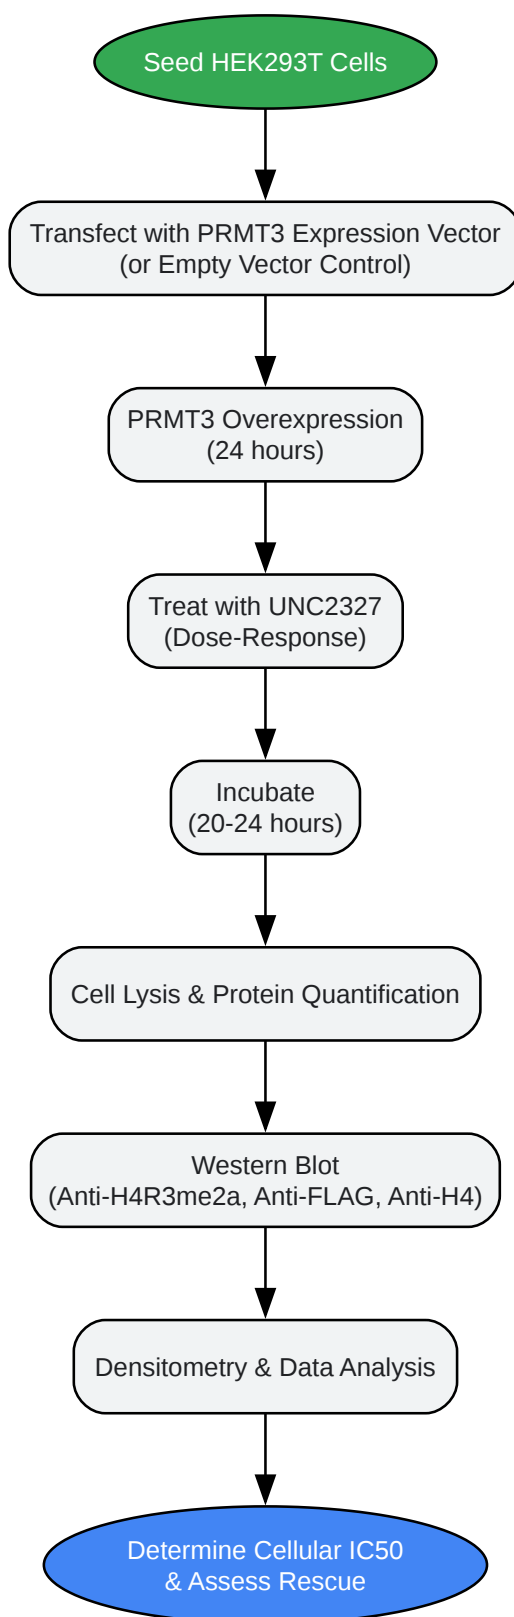 Seed HEK293T Cells
Transfect with PRMT3 Expression Vector
(or Empty Vector Control)
PRMT3 Overexpression
(24 hours)
Treat with UNC2327
(Dose-Response)
Incubate
(20-24 hours)
Cell Lysis & Protein Quantification
Western Blot
(Anti-H4R3me2a, Anti-FLAG, Anti-H4)
Densitometry & Data Analysis
Determine Cellular IC50
& Assess Rescue